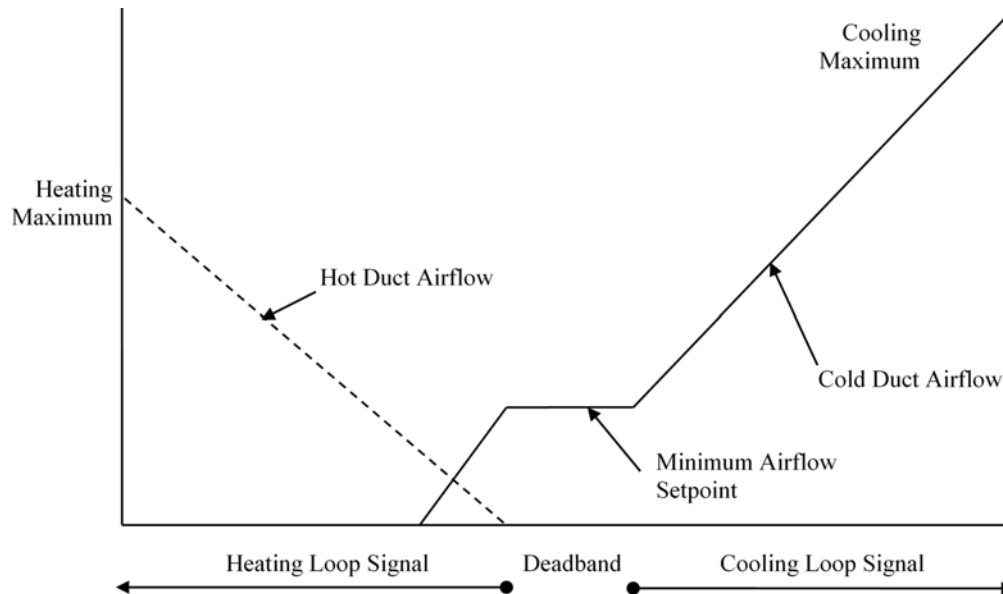 Cooling
Maximum
Heating
Maximum
Hot Duct Airflow
Cold Duct Airflow
Minimum Airflow
Setpoint
Heating Loop Signal
Deadband
Cooling Loop Signal